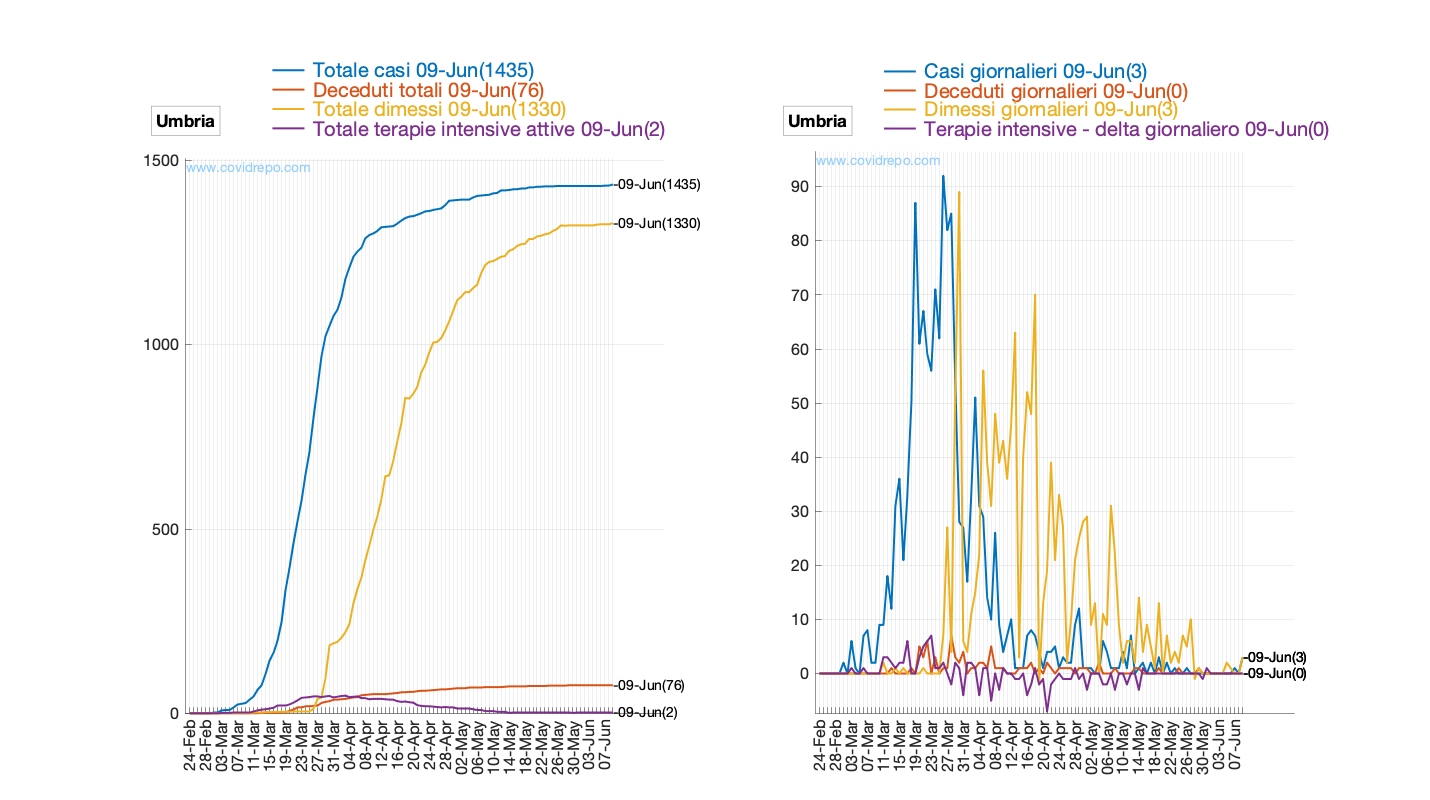 Totale casi 09-Jun(1435)
Deceduti totali 09-Jun(76)
Totale dimessi 09-Jun(1330)
Totale terapie intensive attive 09-Jun(2)
Umbria
www.covidrepo.com
1500
1000
500
0
09-Jun(1435)
09-Jun(1330)
09-Jun(76)
09-Jun(2)
24-Feb
28-Feb
03-Mar
07-Mar
11-Mar
15-Mar
19-Mar
23-Mar
27-Mar
31-Mar
04-Apr
08-Apr
12-Apr
16-Apr
20-Apr
24-Apr
28-Apr
02-May
06-May
10-May
14-May
18-May
22-May
26-May
30-May
03-Jun
07-Jun
Casi giornalieri 09-Jun(3)
Deceduti giornalieri 09-Jun(0)
Dimessi giornalieri 09-Jun(3)
Terapie intensive - delta giornaliero 09-Jun(0)
Umbria
www.covidrepo.com
90
80
70
60
50
40
30
20
10
0
09-Jun(3)
09-Jun(0)
24-Feb
28-Feb
03-Mar
07-Mar
11-Mar
15-Mar
19-Mar
23-Mar
27-Mar
31-Mar
04-Apr
08-Apr
12-Apr
16-Apr
20-Apr
24-Apr
28-Apr
02-May
06-May
10-May
14-May
18-May
22-May
26-May
30-May
03-Jun
07-Jun